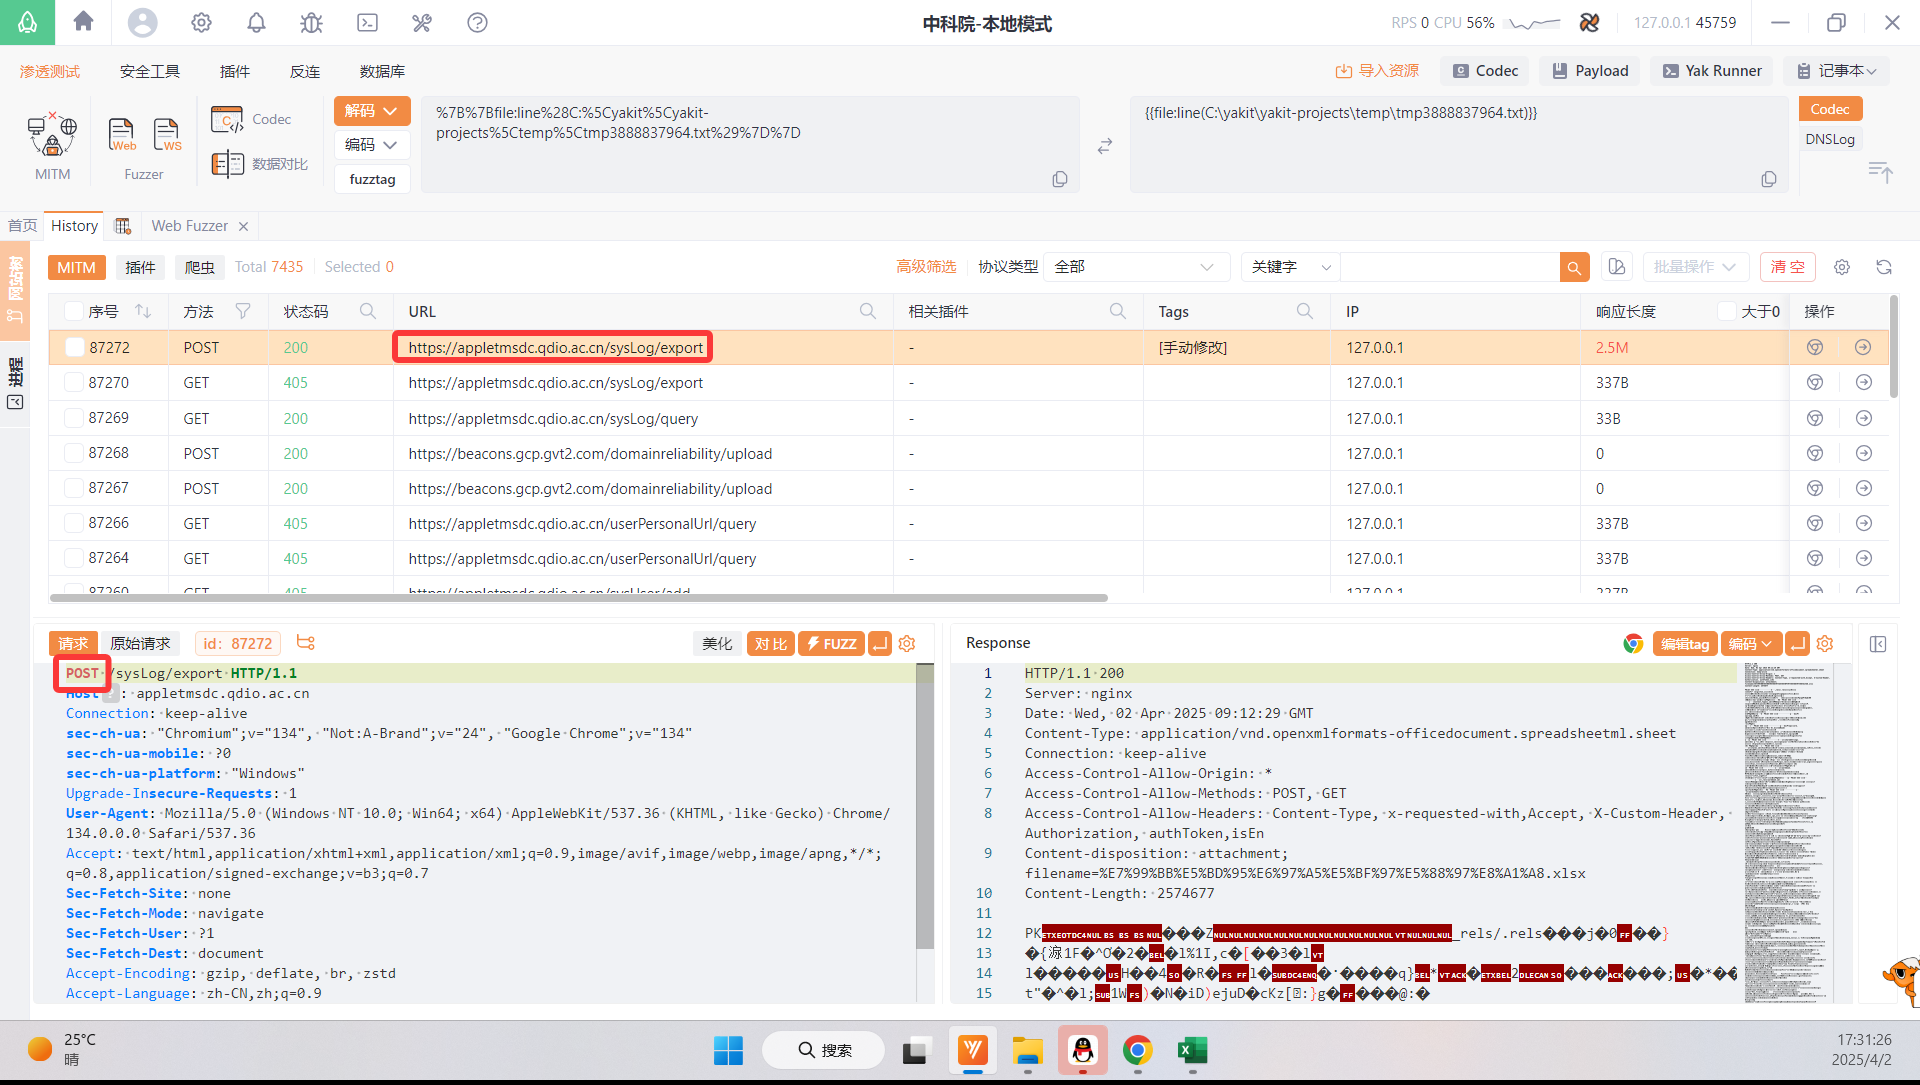 中科院-本地模式
RPS 0 CPU 56%
127.0.0.1 45759
渗透测试 安全工具 插件 反连 数据库
导入资源 Codec Payload Yak Runner 记事本
MITM
Web WS
Fuzzer
Codec
数据对比
解码
编码
fuzztag
%7B%7Bfile:line%28C:%5Cyakit%5Cyakit-
projects%5Ctemp%5Ctmp3888837964.txt%29%7D%7D
{{file:line(C:\yakit\yakit-projects\temp\tmp3888837964.txt)}}
Codec
DNSLog
首页 History Web Fuzzer
进程
MITM 插件 爬虫 Total 7435 Selected 0
高级筛选 协议类型 全部 关键字 批量操作 清 空
序号 方法 状态码 URL 相关插件 Tags IP 响应长度 大于0 操作
87272 POST 200 https://appletmsdc.qdio.ac.cn/sysLog/export - [手动修改] 127.0.0.1 2.5M
87270 GET 405 https://appletmsdc.qdio.ac.cn/sysLog/export - 127.0.0.1 337B
87269 GET 200 https://appletmsdc.qdio.ac.cn/sysLog/query - 127.0.0.1 33B
87268 POST 200 https://beacons.gcp.gvt2.com/domainreliability/upload - 127.0.0.1 0
87267 POST 200 https://beacons.gcp.gvt2.com/domainreliability/upload - 127.0.0.1 0
87266 GET 405 https://appletmsdc.qdio.ac.cn/userPersonalUrl/query - 127.0.0.1 337B
87264 GET 405 https://appletmsdc.qdio.ac.cn/userPersonalUrl/query - 127.0.0.1 337B
87260 GET 405 https://appletmsdc.qdio.ac.cn/sysUser/add - 127.0.0.1 337B
请求 原始请求 id: 87272 美化 对 比 FUZZ
POST /sysLog/export HTTP/1.1
Host ?: appletmsdc.qdio.ac.cn
Connection: keep-alive
sec-ch-ua: "Chromium";v="134", "Not:A-Brand";v="24", "Google Chrome";v="134"
sec-ch-ua-mobile: ?0
sec-ch-ua-platform: "Windows"
Upgrade-Insecure-Requests: 1
User-Agent: Mozilla/5.0 (Windows NT 10.0; Win64; x64) AppleWebKit/537.36 (KHTML, like Gecko) Chrome/
134.0.0.0 Safari/537.36
Accept: text/html,application/xhtml+xml,application/xml;q=0.9,image/avif,image/webp,image/apng,*/*;
q=0.8,application/signed-exchange;v=b3;q=0.7
Sec-Fetch-Site: none
Sec-Fetch-Mode: navigate
Sec-Fetch-User: ?1
Sec-Fetch-Dest: document
Accept-Encoding: gzip, deflate, br, zstd
Accept-Language: zh-CN,zh;q=0.9
Response 编辑tag 编码
1 HTTP/1.1 200
2 Server: nginx
3 Date: Wed, 02 Apr 2025 09:12:29 GMT
4 Content-Type: application/vnd.openxmlformats-officedocument.spreadsheetml.sheet
5 Connection: keep-alive
6 Access-Control-Allow-Origin: *
7 Access-Control-Allow-Methods: POST, GET
8 Access-Control-Allow-Headers: Content-Type, x-requested-with,Accept, X-Custom-Header,
Authorization, authToken,isEn
9 Content-disposition: attachment;
filename=%E7%99%BB%E5%BD%95%E6%97%A5%E5%BF%97%E5%88%97%E8%A1%A8.xlsx
10 Content-Length: 2574677
11
12 PK _rels/.rels
13
14
15
25°C
晴
搜索
17:31:26
2025/4/2